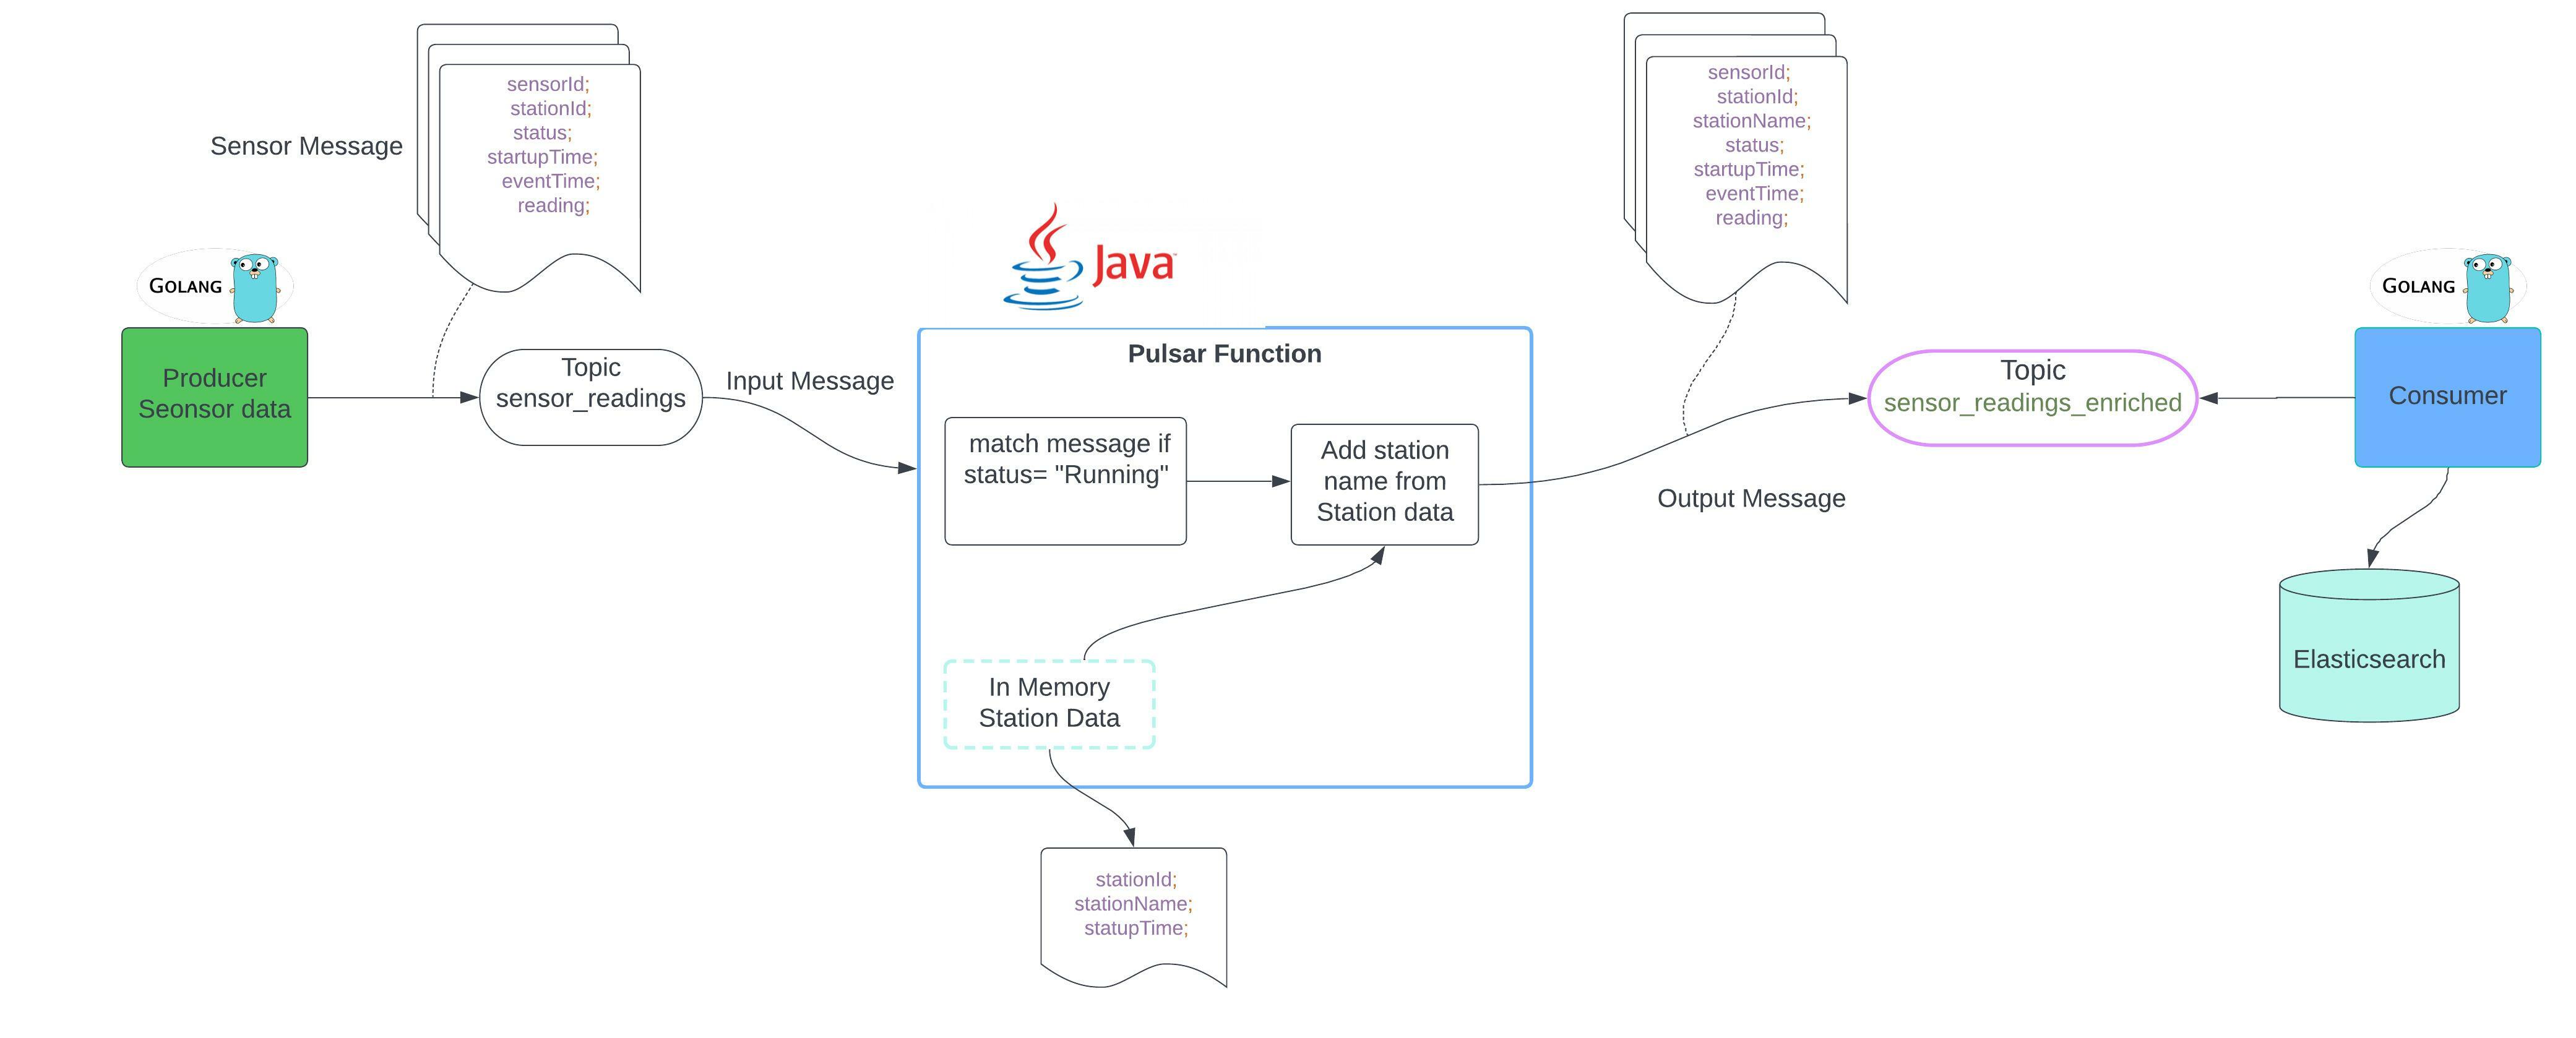 Sensor Message
sensorId;
stationId;
status;
startupTime;
eventTime;
reading;
GOLANG
Producer
Seonsor data
Topic
sensor_readings
Input Message
Java
Pulsar Function
match message if
status= "Running"
Add station
name from
Station data
In Memory
Station Data
stationId;
stationName;
statupTime;
sensorId;
stationId;
stationName;
status;
startupTime;
eventTime;
reading;
Output Message
Topic
sensor_readings_enriched
GOLANG
Consumer
Elasticsearch